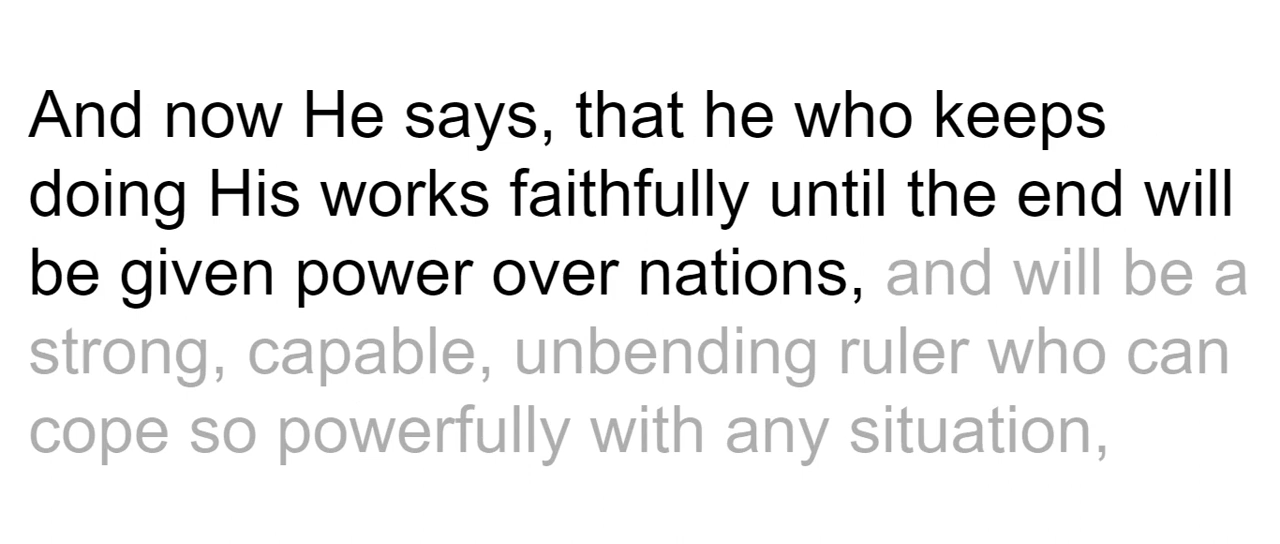 And now He says, that he who keeps
doing His works faithfully until the end will
be given power over nations, and will be a
strong, capable, unbending ruler who can
cope so powerfully with any situation,